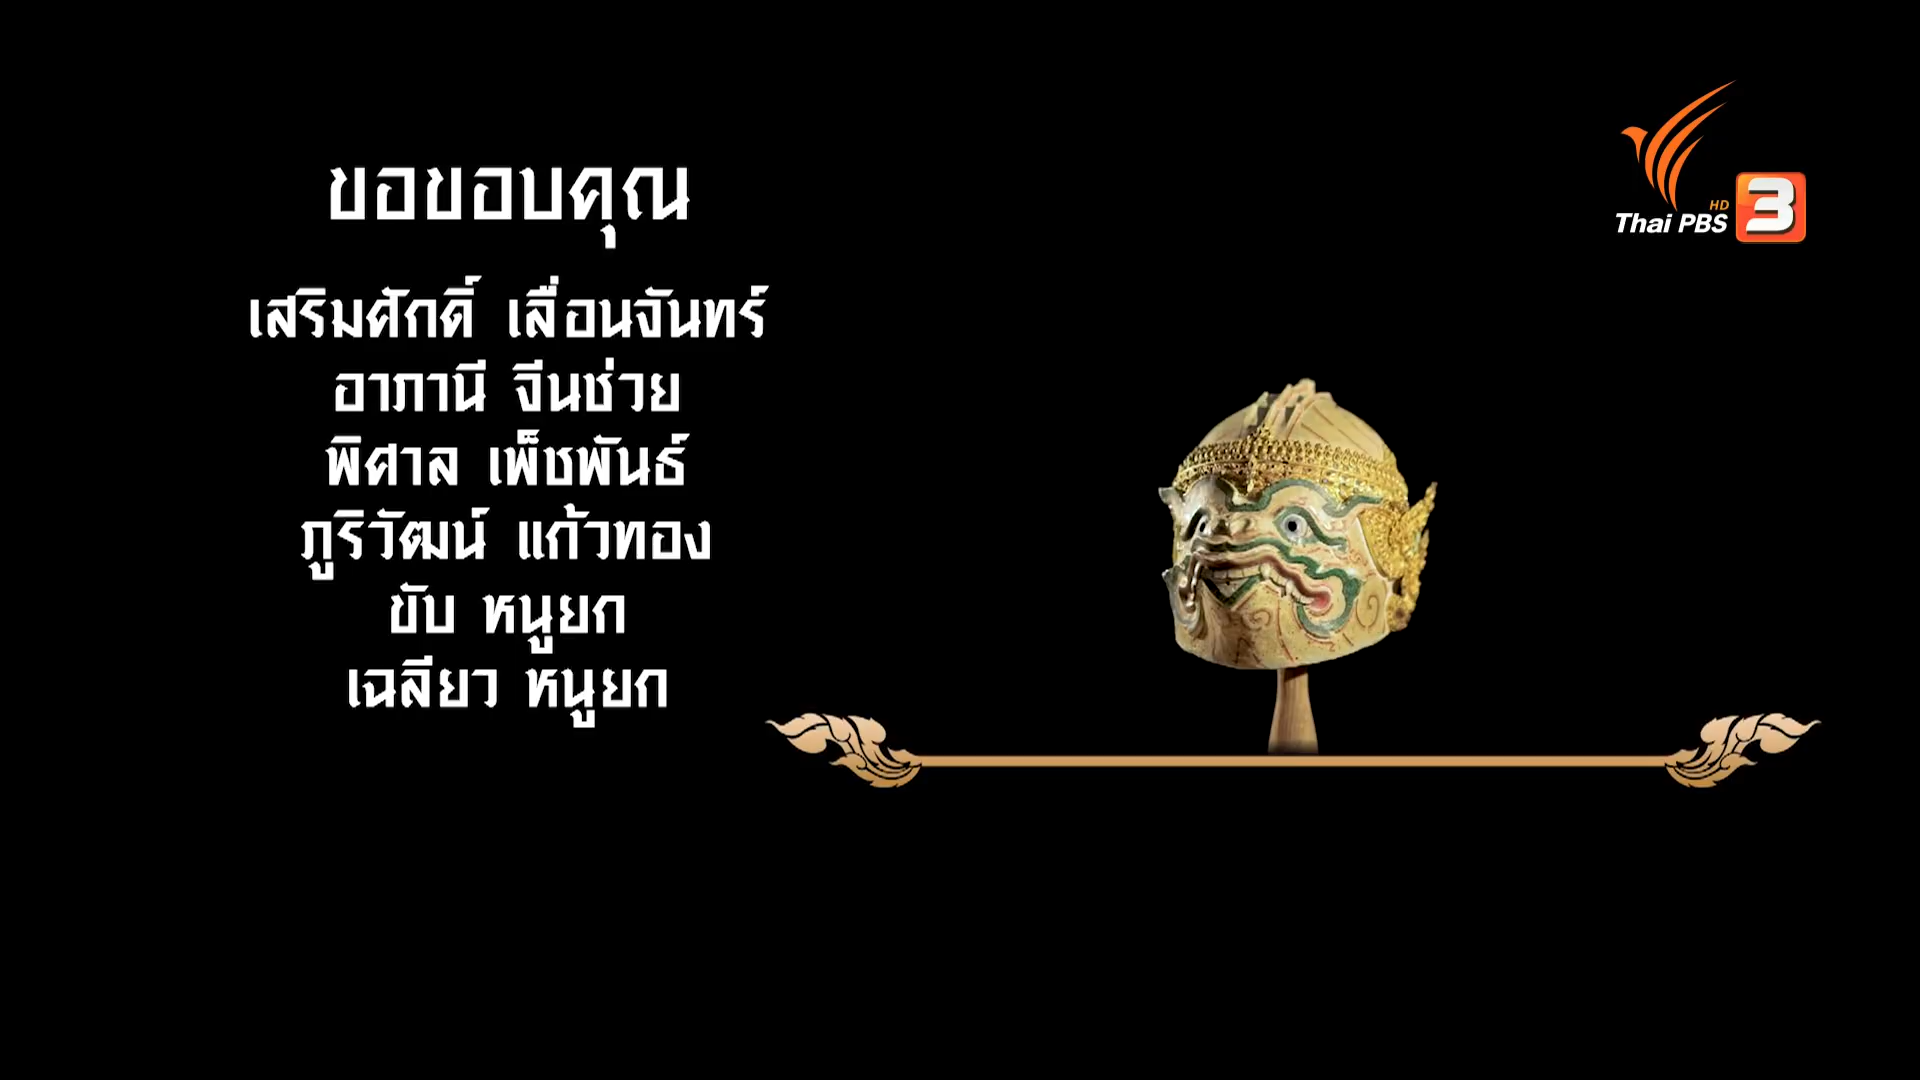 ขอขอบคุณ
เสริมศักดิ์ เลื่อนจันทร์
อาภานี จีนช่วย
พิศาล เพ็ชพันธ์
ภูริวัฒน์ แก้วทอง
ขับ หนูยก
เฉลียว หนูยก
HD
Thai PBS 3